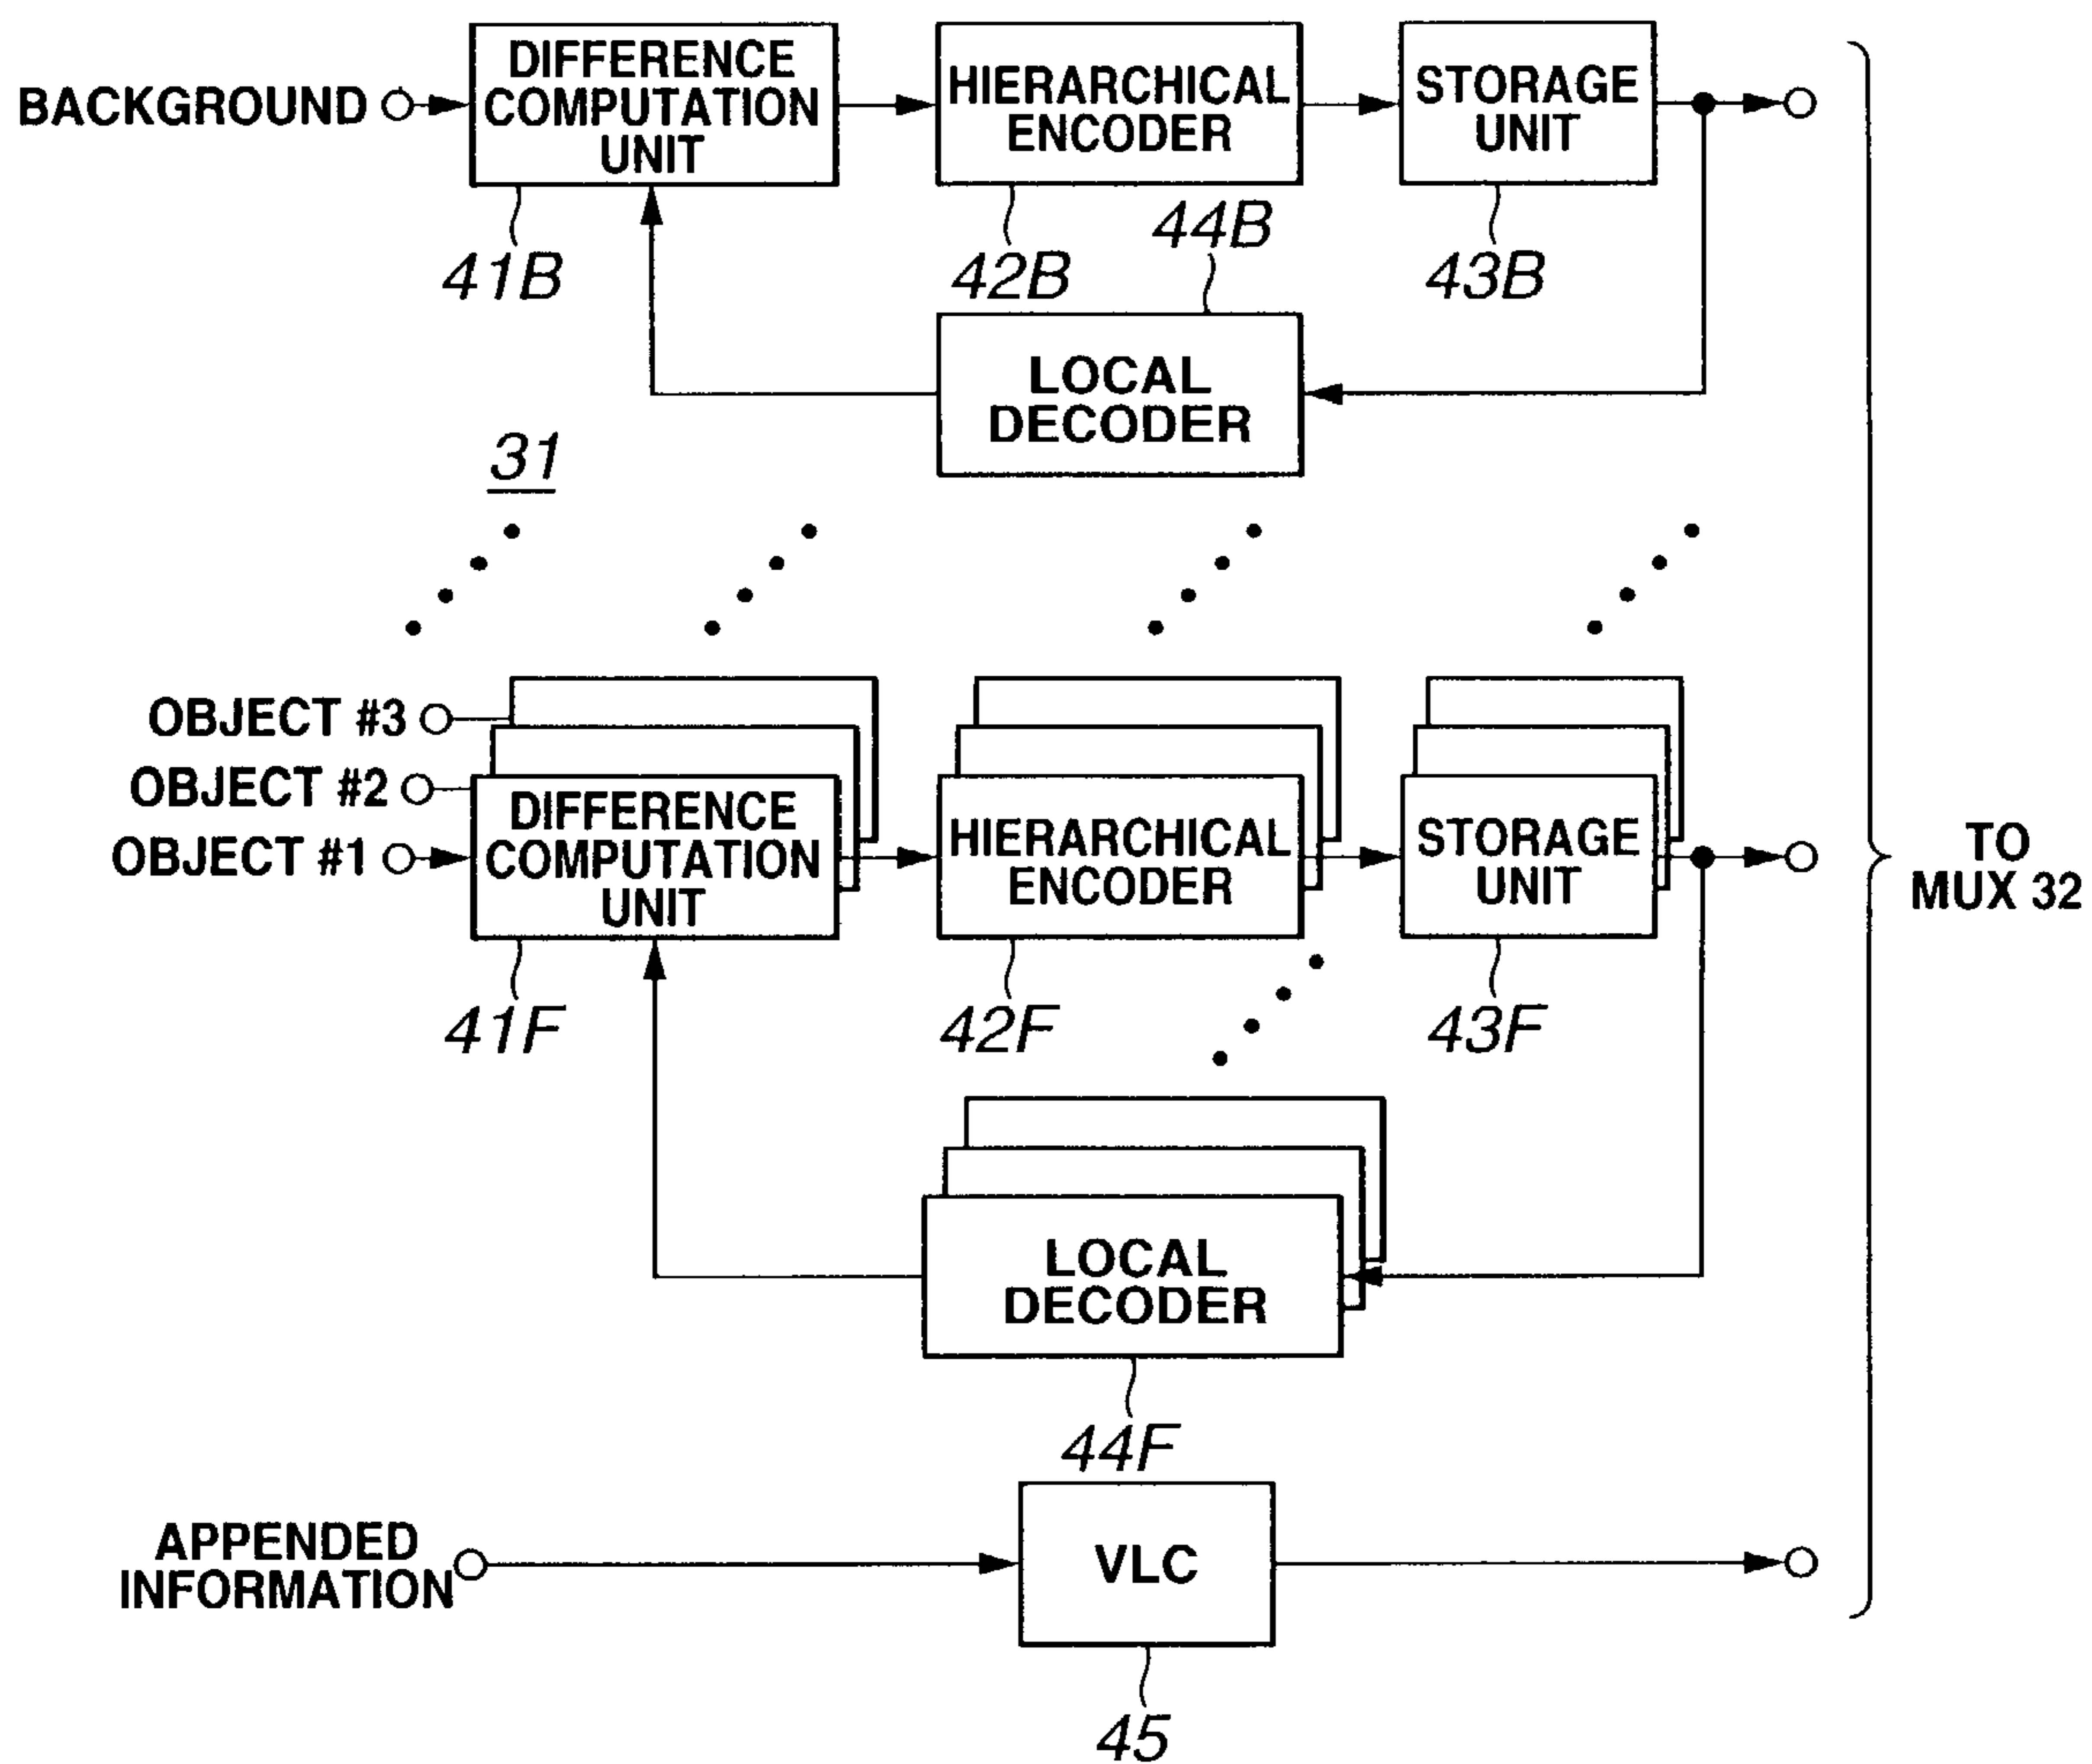 BACKGROUND
DIFFERENCE
COMPUTATION
UNIT
HIERARCHICAL
ENCODER
STORAGE
UNIT
41B
42B
44B
43B
LOCAL
DECODER
31
OBJECT #3
OBJECT #2
OBJECT #1
DIFFERENCE
COMPUTATION
UNIT
HIERARCHICAL
ENCODER
STORAGE
UNIT
TO
MUX 32
41F
42F
43F
LOCAL
DECODER
44F
APPENDED
INFORMATION
VLC
45